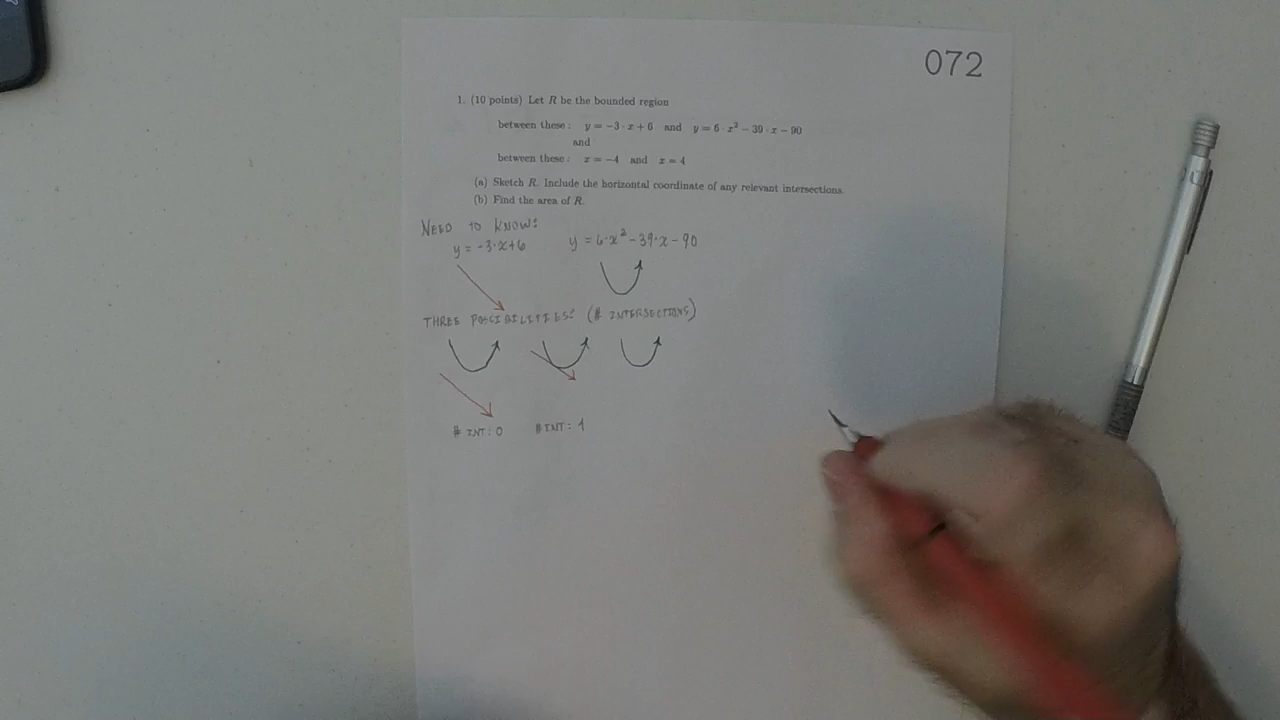 072
1. (10 points) Let R be the bounded region
between these : y = −3 · x + 6 and y = 6 · x² − 39 · x − 90
and
between these : x = −4 and x = 4
(a) Sketch R. Include the horizontal coordinate of any relevant intersections.
(b) Find the area of R.
NEED TO KNOW:
y = -3·x+6 y = 6·x² -39·x - 90
THREE POSSIBILITIES: (# INTERSECTIONS)
# INT: 0 # INT: 1